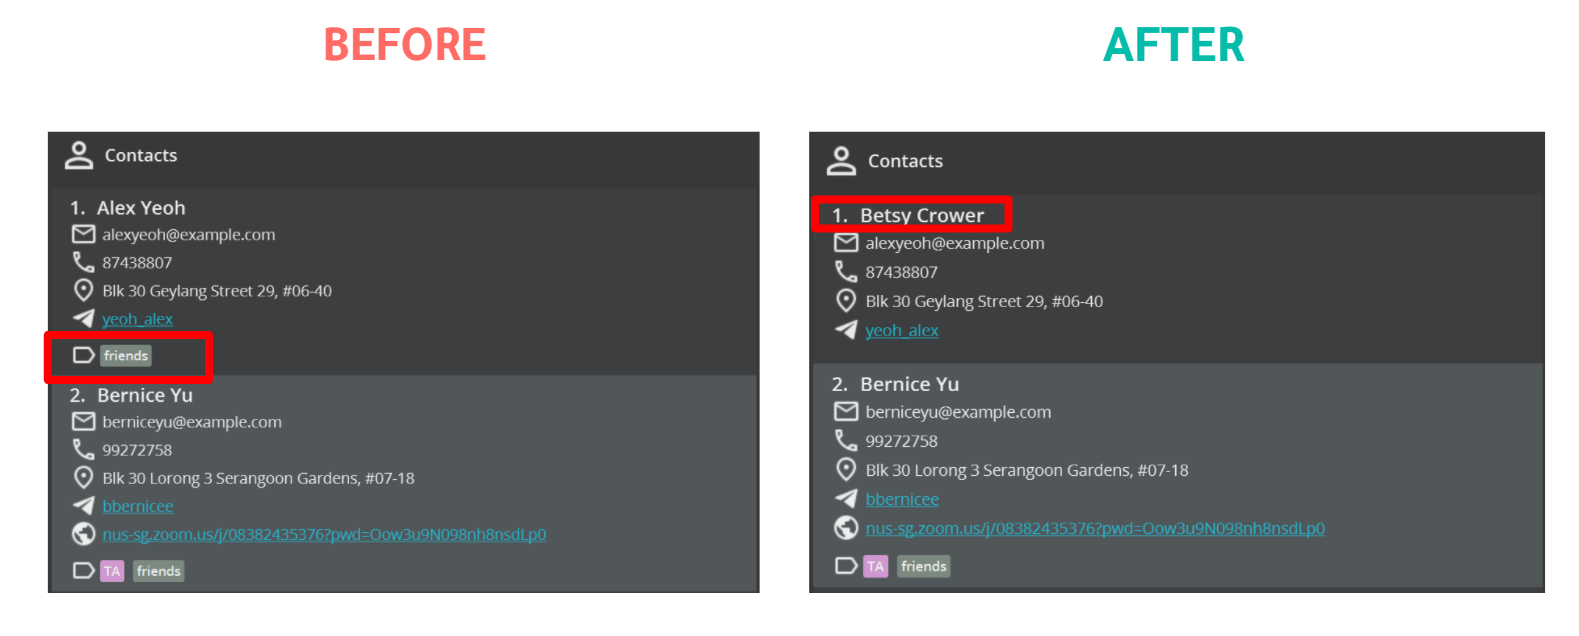 BEFORE
Contacts
1. Alex Yeoh
alexyeoh@example.com
87438807
Blk 30 Geylang Street 29, #06-40
yeoh_alex
friends
2. Bernice Yu
berniceyu@example.com
99272758
Blk 30 Lorong 3 Serangoon Gardens, #07-18
bbernicee
nus-sg.zoom.us/j/08382435376?pwd=Oow3u9N098nh8nsdLp0
TA friends
AFTER
Contacts
1. Betsy Crower
alexyeoh@example.com
87438807
Blk 30 Geylang Street 29, #06-40
yeoh_alex
2. Bernice Yu
berniceyu@example.com
99272758
Blk 30 Lorong 3 Serangoon Gardens, #07-18
bbernicee
nus-sg.zoom.us/j/08382435376?pwd=Oow3u9N098nh8nsdLp0
TA friends